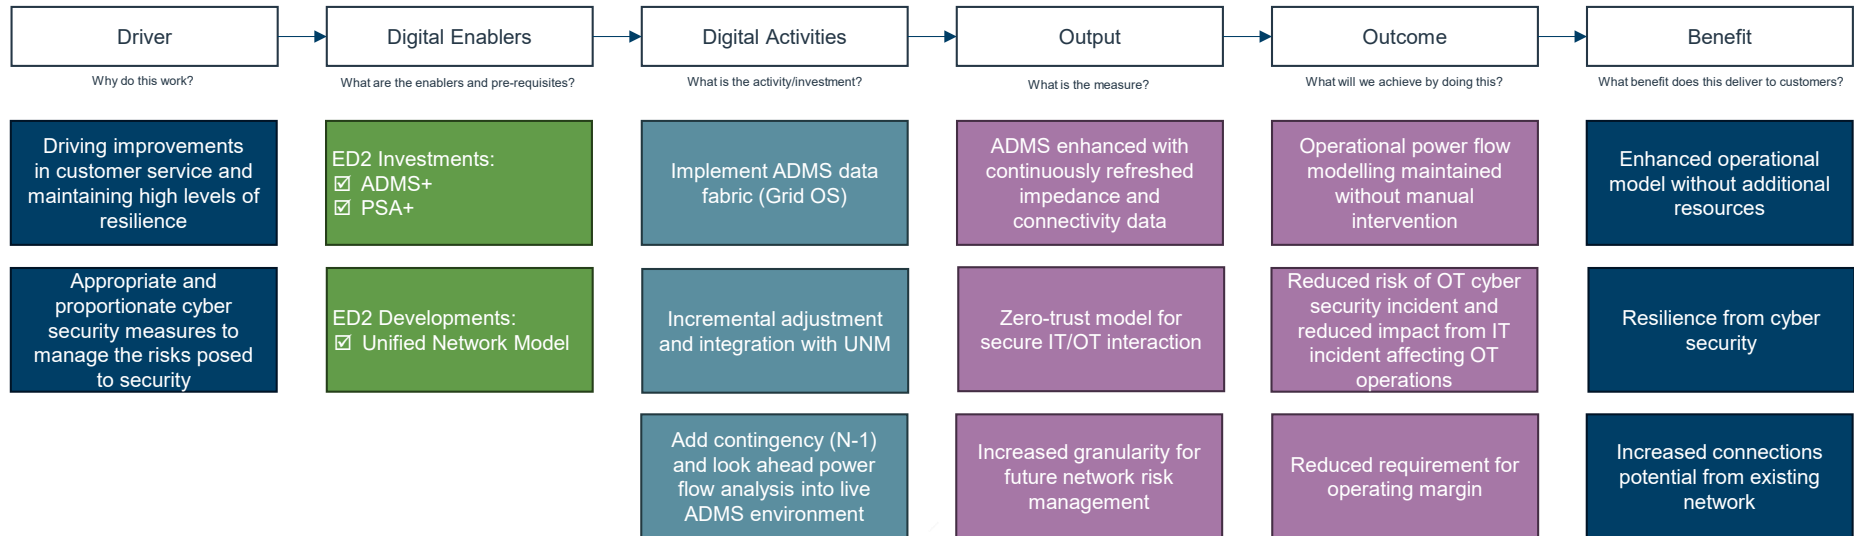 Driver
Digital Enablers
Digital Activities
Output
Outcome
Benefit
Why do this work?
What are the enablers and pre-requisites?
What is the activity/investment?
What is the measure?
What will we achieve by doing this?
What benefit does this deliver to customers?
Driving improvements
in customer service and
maintaining high levels of
resilience
ED2 Investments:
☑ ADMS+
☑ PSA+
Implement ADMS data
fabric (Grid OS)
ADMS enhanced with
continuously refreshed
impedance and
connectivity data
Operational power flow
modelling maintained
without manual
intervention
Enhanced operational
model without additional
resources
Appropriate and
proportionate cyber
security measures to
manage the risks posed
to security
ED2 Developments:
☑ Unified Network Model
Incremental adjustment
and integration with UNM
Zero-trust model for
secure IT/OT interaction
Reduced risk of OT cyber
security incident and
reduced impact from IT
incident affecting OT
operations
Resilience from cyber
security
Add contingency (N-1)
and look ahead power
flow analysis into live
ADMS environment
Increased granularity for
future network risk
management
Reduced requirement for
operating margin
Increased connections
potential from existing
network